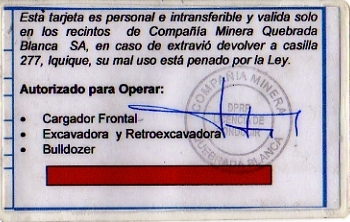 Está tarjeta es personal e intransferible y valida solo
en los recintos de Compañía Minera Quebrada
Blanca SA, en caso de extravió devolver a casilla
277, Iquique, su mal uso está penado por la Ley.
Autorizado para Operar:
• Cargador Frontal
• Excavadora y Retroexcavadora
• Bulldozer
COMPAÑIA MINERA
DPRP
QUEBRADA BLANCA